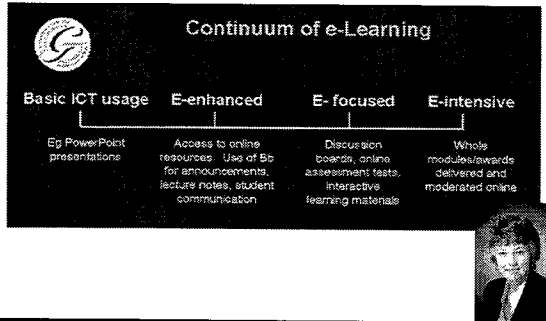 Continuum of e-Learning
Basic ICT usage
E-enhanced
E- focused
E-intensive
Eg PowerPoint
presentations
Access to online
resources Use of Bb
for announcements,
lecture notes, student
communication
Discussion
boards, online
assessment tests,
interactive
learning materials
Whole
modules/awards
delivered and
moderated online